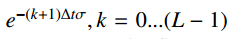 e^{-(k+1)Δtσ}, k = 0...(L − 1)